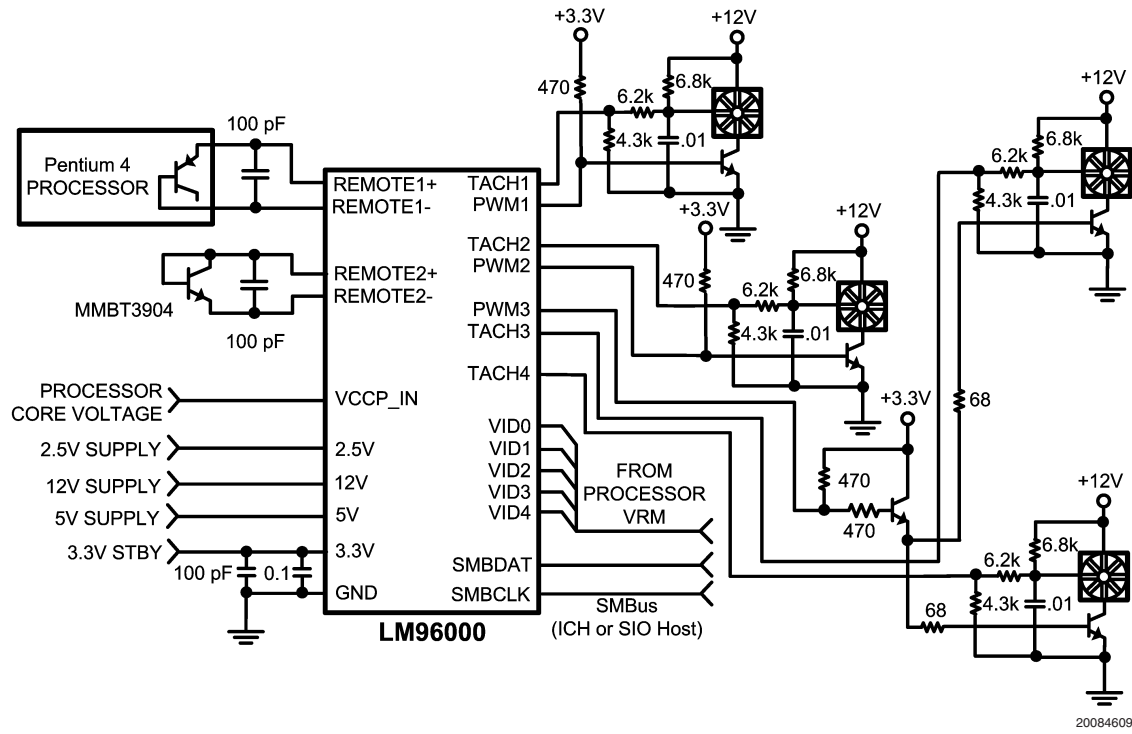 +3.3V
+12V
470
6.2k
6.8k
4.3k
.01
100 pF
Pentium 4
PROCESSOR
REMOTE1+
REMOTE1-
TACH1
PWM1
+3.3V
+12V
TACH2
PWM2
470
6.2k
6.8k
4.3k
.01
REMOTE2+
REMOTE2-
MMBT3904
100 pF
PWM3
TACH3
TACH4
+12V
6.2k
6.8k
4.3k
.01
68
PROCESSOR
CORE VOLTAGE
VCCP_IN
2.5V SUPPLY
2.5V
12V SUPPLY
12V
5V SUPPLY
5V
3.3V STBY
3.3V
100 pF
0.1
GND
VID0
VID1
VID2
VID3
VID4
FROM
PROCESSOR
VRM
SMBDAT
SMBCLK
SMBus
(ICH or SIO Host)
LM96000
+3.3V
470
470
+12V
6.2k
6.8k
4.3k
.01
68
20084609